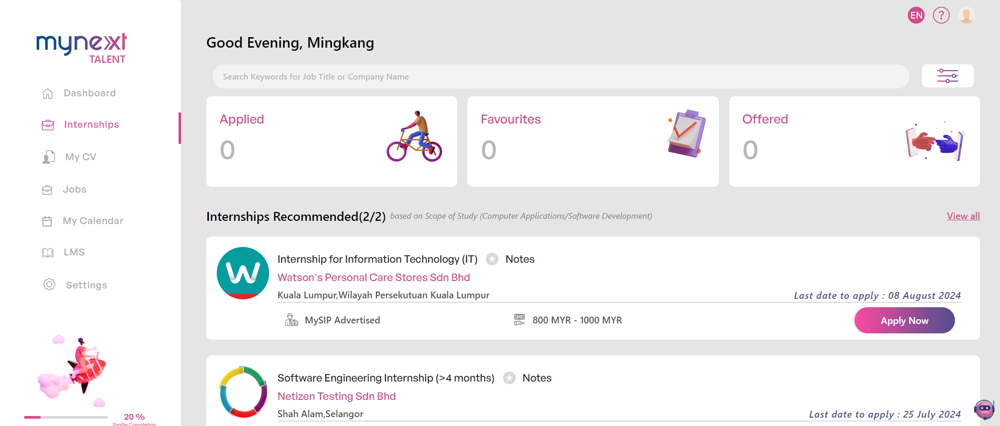 mynext
TALENT
Dashboard
Internships
My CV
Jobs
My Calendar
LMS
Settings
20 %
Profile Completion
EN
?
Good Evening, Mingkang
Search Keywords for Job Title or Company Name
Applied
0
Favourites
0
Offered
0
Internships Recommended(2/2) based on Scope of Study (Computer Applications/Software Development)
View all
Internship for Information Technology (IT) Notes
Watson's Personal Care Stores Sdn Bhd
Kuala Lumpur,Wilayah Persekutuan Kuala Lumpur
Last date to apply : 08 August 2024
MySIP Advertised
800 MYR - 1000 MYR
Apply Now
W
Software Engineering Internship (>4 months) Notes
Netizen Testing Sdn Bhd
Shah Alam,Selangor
Last date to apply : 25 July 2024